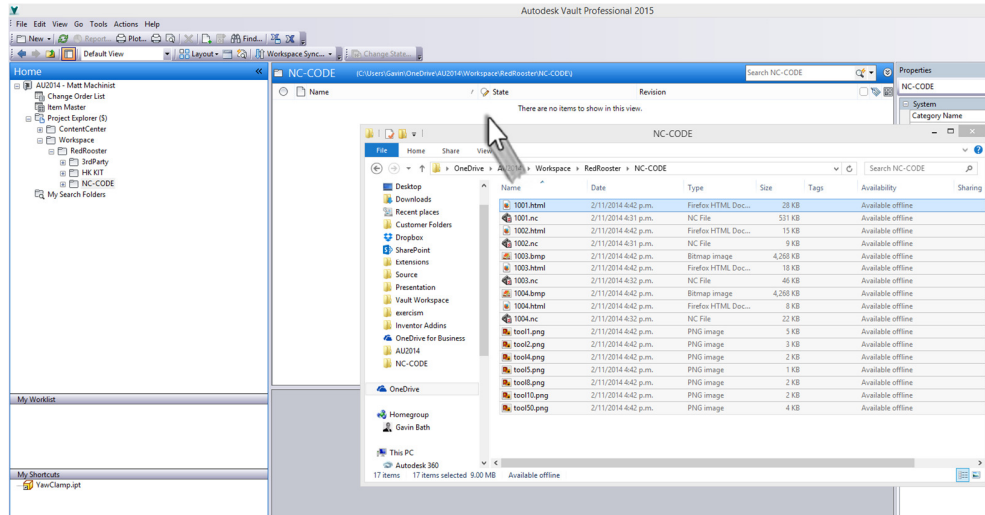 Autodesk Vault Professional 2015
File Edit View Go Tools Actions Help
New Report... Plot... Find...
Default View Layout Workspace Sync... Change State...
Home
AU2014 - Matt Machinist
Change Order List
Item Master
Project Explorer ($)
ContentCenter
Workspace
RedRooster
3rdParty
HK KIT
NC-CODE
My Search Folders
My Worklist
My Shortcuts
YawClamp.ipt
NC-CODE (C:\Users\Gavin\OneDrive\AU2014\Workspace\RedRooster\NC-CODE\) Search NC-CODE
Name State Revision
There are no items to show in this view.
Properties
NC-CODE
System
Category Name
NC-CODE
File Home Share View
OneDrive Workspace RedRooster NC-CODE Search NC-CODE
Desktop
Downloads
Recent places
Customer Folders
Dropbox
SharePoint
Extensions
Source
Presentation
Vault Workspace
exercism
Inventor Addins
OneDrive for Business
AU2014
NC-CODE
OneDrive
Homegroup
Gavin Bath
This PC
Autodesk 360
Name Date Type Size Tags Availability Sharing
1001.html 2/11/2014 4:42 p.m. Firefox HTML Doc... 28 KB Available offline
1001.nc 2/11/2014 4:31 p.m. NC File 531 KB Available offline
1002.html 2/11/2014 4:42 p.m. Firefox HTML Doc... 15 KB Available offline
1002.nc 2/11/2014 4:31 p.m. NC File 9 KB Available offline
1003.bmp 2/11/2014 4:42 p.m. Bitmap image 4,268 KB Available offline
1003.html 2/11/2014 4:42 p.m. Firefox HTML Doc... 18 KB Available offline
1003.nc 2/11/2014 4:32 p.m. NC File 46 KB Available offline
1004.bmp 2/11/2014 4:42 p.m. Bitmap image 4,268 KB Available offline
1004.html 2/11/2014 4:42 p.m. Firefox HTML Doc... 8 KB Available offline
1004.nc 2/11/2014 4:32 p.m. NC File 22 KB Available offline
tool1.png 2/11/2014 4:42 p.m. PNG image 5 KB Available offline
tool2.png 2/11/2014 4:42 p.m. PNG image 3 KB Available offline
tool4.png 2/11/2014 4:42 p.m. PNG image 2 KB Available offline
tool5.png 2/11/2014 4:42 p.m. PNG image 1 KB Available offline
tool8.png 2/11/2014 4:42 p.m. PNG image 2 KB Available offline
tool10.png 2/11/2014 4:42 p.m. PNG image 2 KB Available offline
tool50.png 2/11/2014 4:42 p.m. PNG image 4 KB Available offline
17 items 17 items selected 9.00 MB Available offline